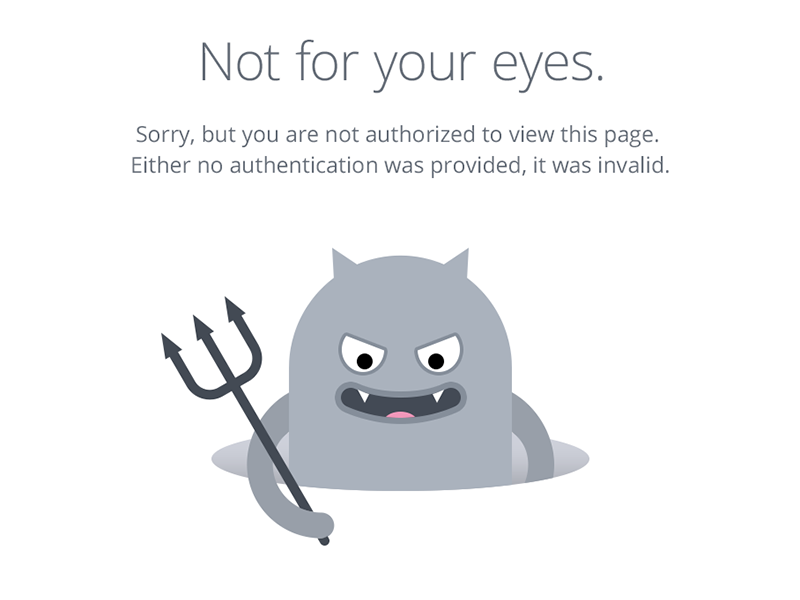 Not for your eyes.
Sorry, but you are not authorized to view this page.
Either no authentication was provided, it was invalid.